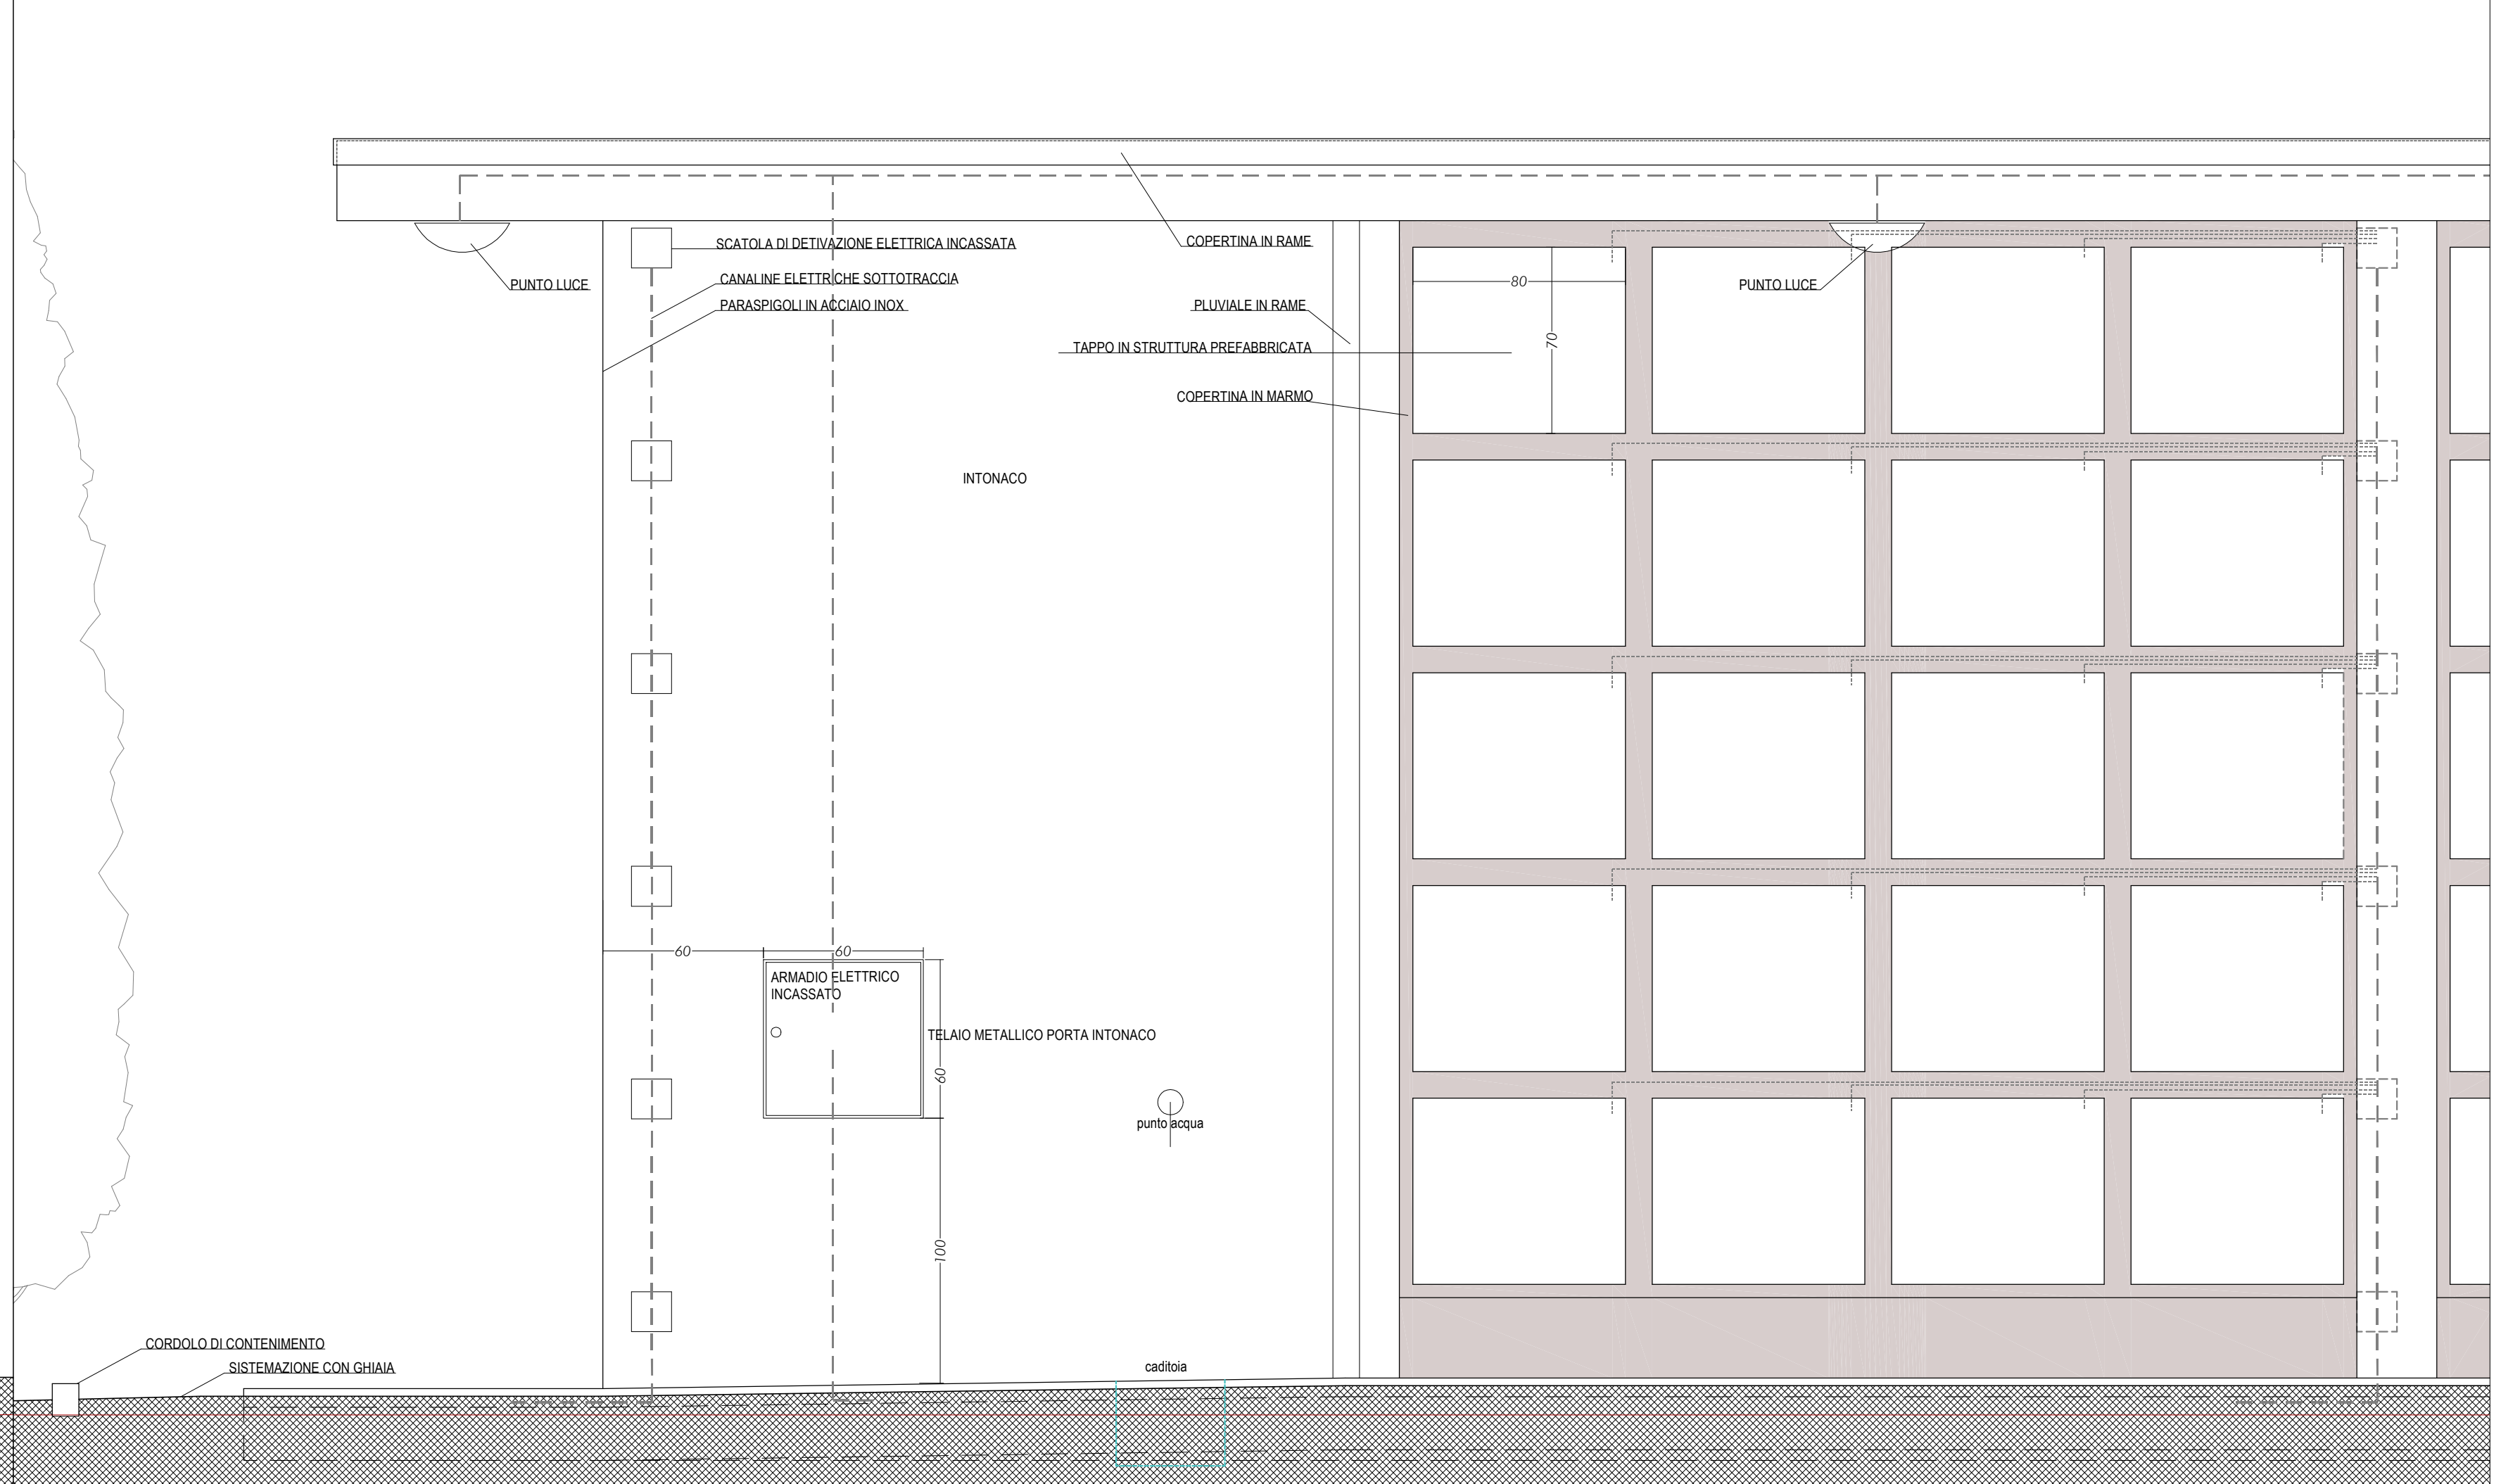 SCATOLA DI DETIVAZIONE ELETTRICA INCASSATA
COPERTINA IN RAME
PUNTO LUCE
CANALINE ELETTRICHE SOTTOTRACCIA
80
PUNTO LUCE
PARASPIGOLI IN ACCIAIO INOX
PLUVIALE IN RAME
TAPPO IN STRUTTURA PREFABBRICATA
70
COPERTINA IN MARMO
INTONACO
60
60
ARMADIO ELETTRICO
INCASSATO
TELAIO METALLICO PORTA INTONACO
60
punto acqua
100
CORDOLO DI CONTENIMENTO
SISTEMAZIONE CON GHIAIA
caditoia